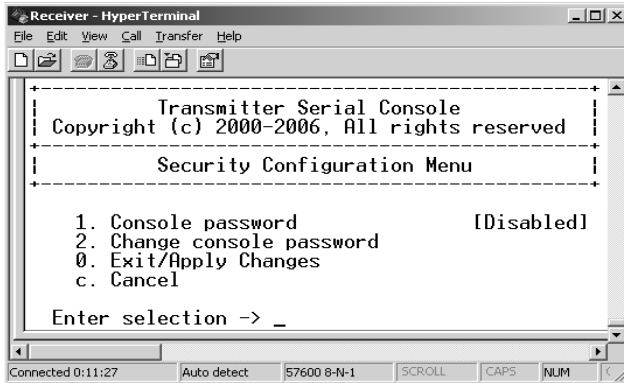 Receiver - HyperTerminal
File Edit View Call Transfer Help
Transmitter Serial Console
Copyright (c) 2000-2006, All rights reserved
Security Configuration Menu
1. Console password [Disabled]
2. Change console password
0. Exit/Apply Changes
c. Cancel
Enter selection -> _
Connected 0:11:27 Auto detect 57600 8-N-1 SCROLL CAPS NUM